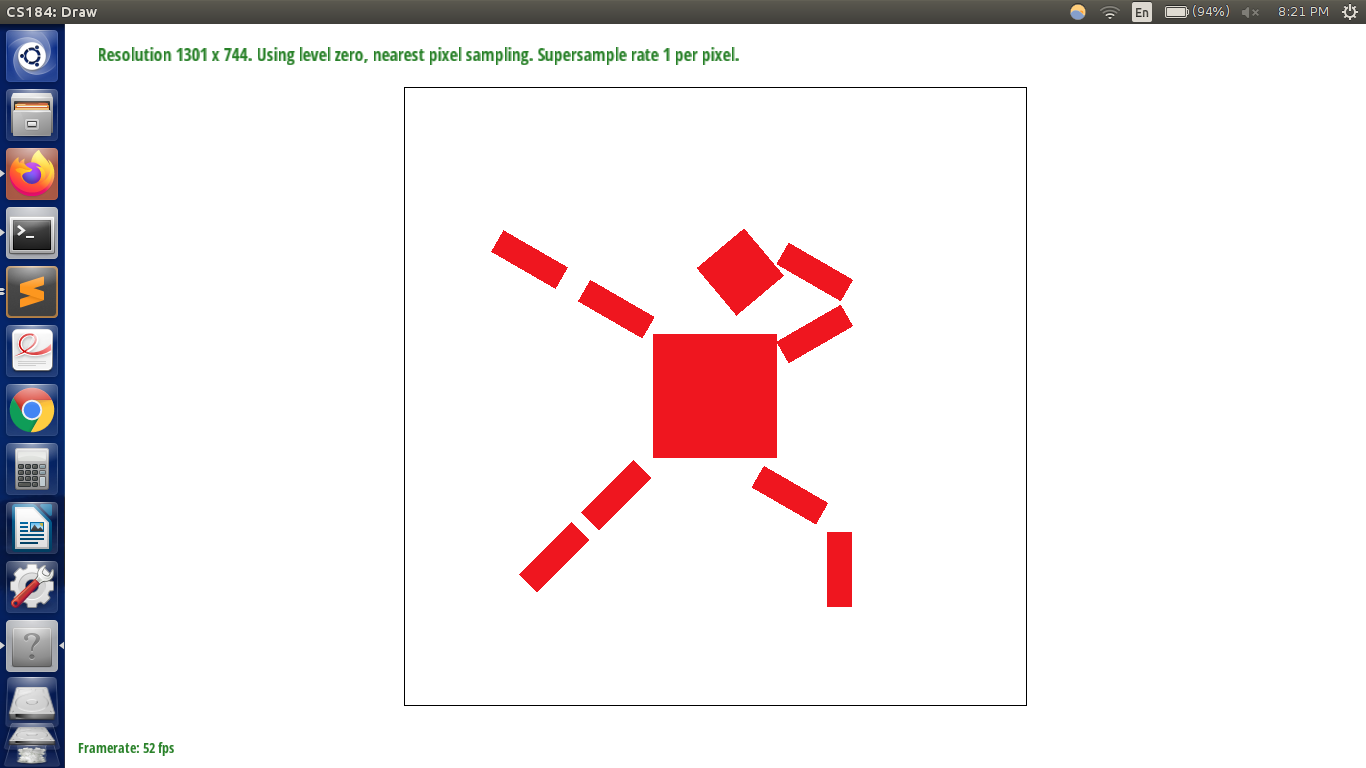 CS184: Draw
En
(94%)
8:21 PM
Resolution 1301 x 744. Using level zero, nearest pixel sampling. Supersample rate 1 per pixel.
>_
?
Framerate: 52 fps